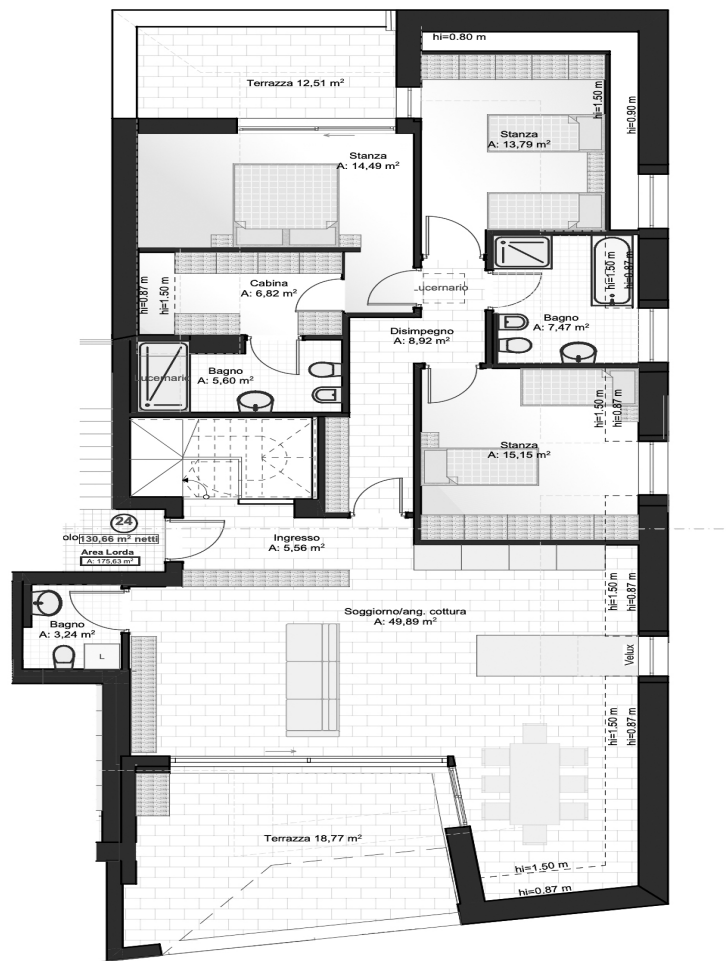 hi=0.80 m
Terrazza 12,51 m²
hi=1.50 m
hi=0.90 m
Stanza
A: 13,79 m²
Stanza
A: 14,49 m²
hi=0.87 m
hi=1.50 m
Cabina
A: 6,82 m²
Lucernario
hi=1.50 m
hi=0.87 m
Bagno
A: 7,47 m²
Disimpegno
A: 8,92 m²
Lucernario
Bagno
A: 5,60 m²
hi=1.50 m
hi=0.87 m
Stanza
A: 15,15 m²
24
olo
130,66 m² netti
Area Lorda
A: 175,63 m²
Ingresso
A: 5,56 m²
hi=1.50 m
hi=0.87 m
Soggiorno/ang. cottura
A: 49,89 m²
Bagno
A: 3,24 m²
L
Velux
hi=1.50 m
hi=0.87 m
Terrazza 18,77 m²
hi=1.50 m
hi=0.87 m